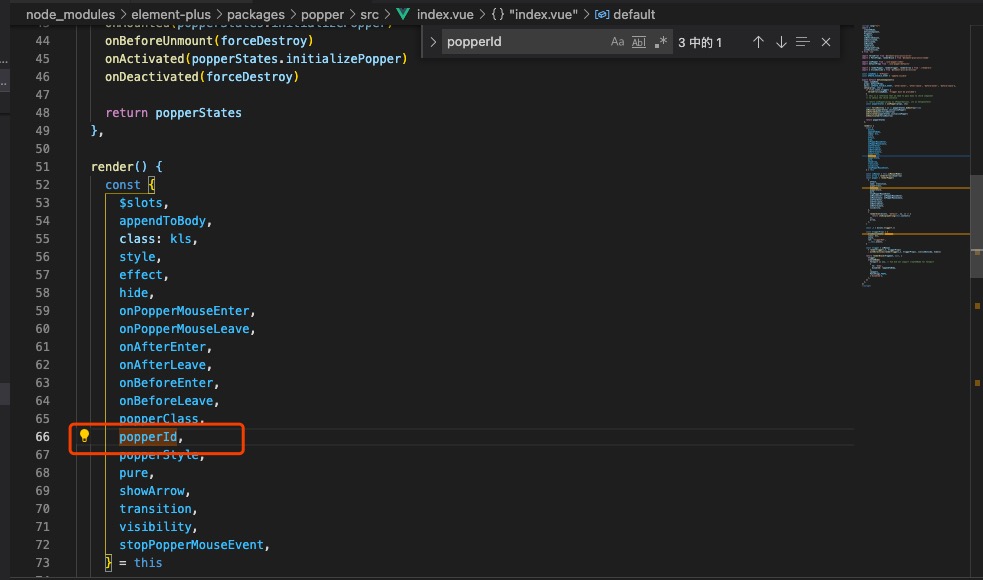 node_modules > element-plus > packages > popper > src > index.vue > {} "index.vue" > default
popperId Aa Ab .* 3 中的 1
onMounted(popperStates.initializePopper)
44 onBeforeUnmount(forceDestroy)
45 onActivated(popperStates.initializePopper)
46 onDeactivated(forceDestroy)
47
48 return popperStates
49 },
50
51 render() {
52 const {
53 $slots,
54 appendToBody,
55 class: kls,
56 style,
57 effect,
58 hide,
59 onPopperMouseEnter,
60 onPopperMouseLeave,
61 onAfterEnter,
62 onAfterLeave,
63 onBeforeEnter,
64 onBeforeLeave,
65 popperClass,
66 popperId,
67 popperStyle,
68 pure,
69 showArrow,
70 transition,
71 visibility,
72 stopPopperMouseEvent,
73 } = this